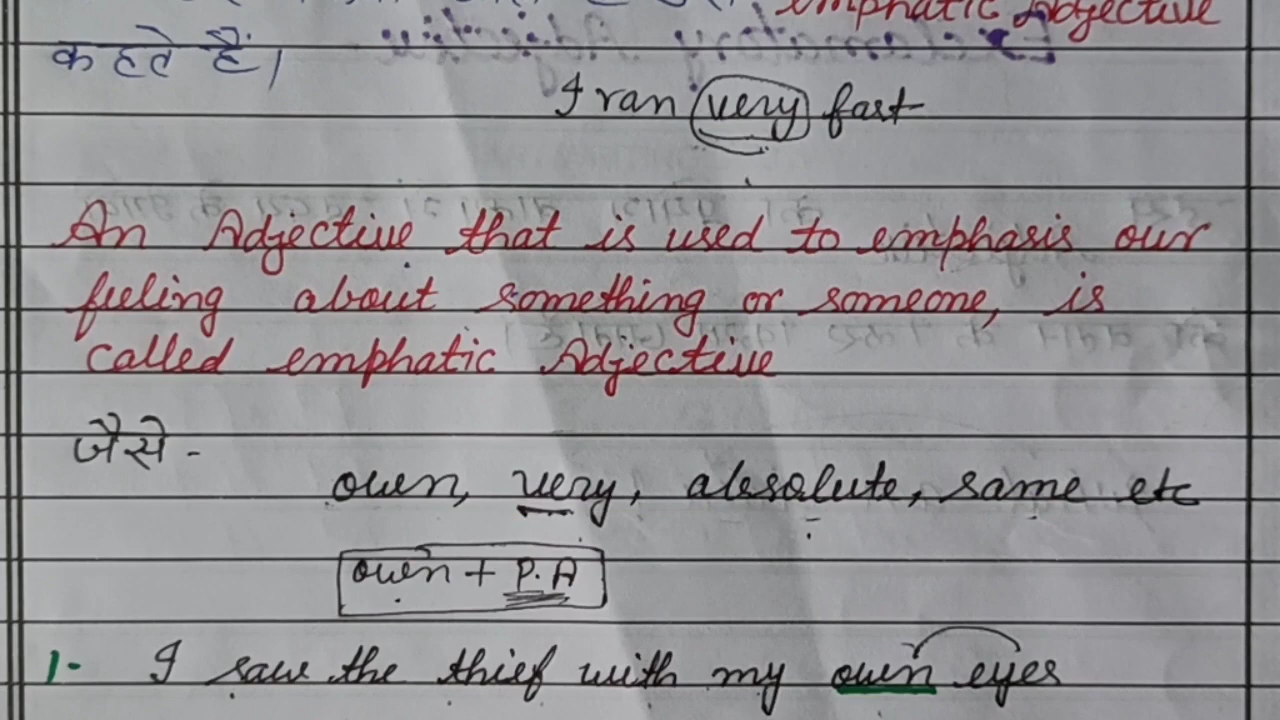 emphatic Adjective
कहते हैं।
I ran very fast
An Adjective that is used to emphasis our
feeling about something or someone, is
called emphatic Adjective
जैसे -
own, very, absolute, same etc
own + P.A
1- I saw the thief with my own eyes